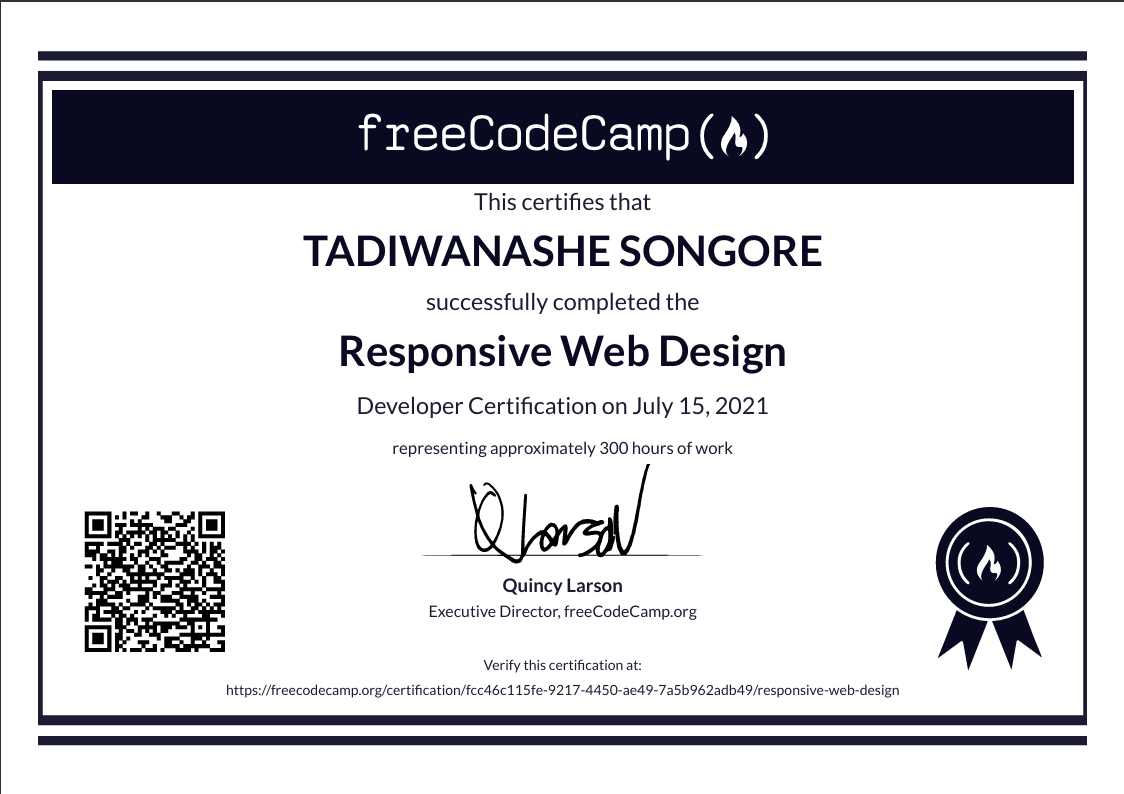 freeCodeCamp
This certifies that
TADIWANASHE SONGORE
successfully completed the
Responsive Web Design
Developer Certification on July 15, 2021
representing approximately 300 hours of work
QLarson
Quincy Larson
Executive Director, freeCodeCamp.org
Verify this certification at:
https://freecodecamp.org/certification/fcc46c115fe-9217-4450-ae49-7a5b962adb49/responsive-web-design